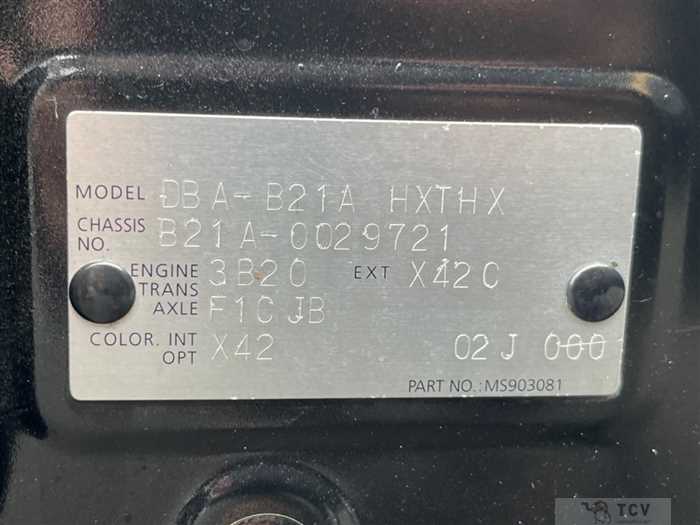 MODEL DBA-B21A HXTHX
CHASSIS NO. B21A-0029721
ENGINE 3B20 EXT X42C
TRANS AXLE F1CJB
COLOR. INT OPT X42 02J 000
PART NO.:MS903081
TCV